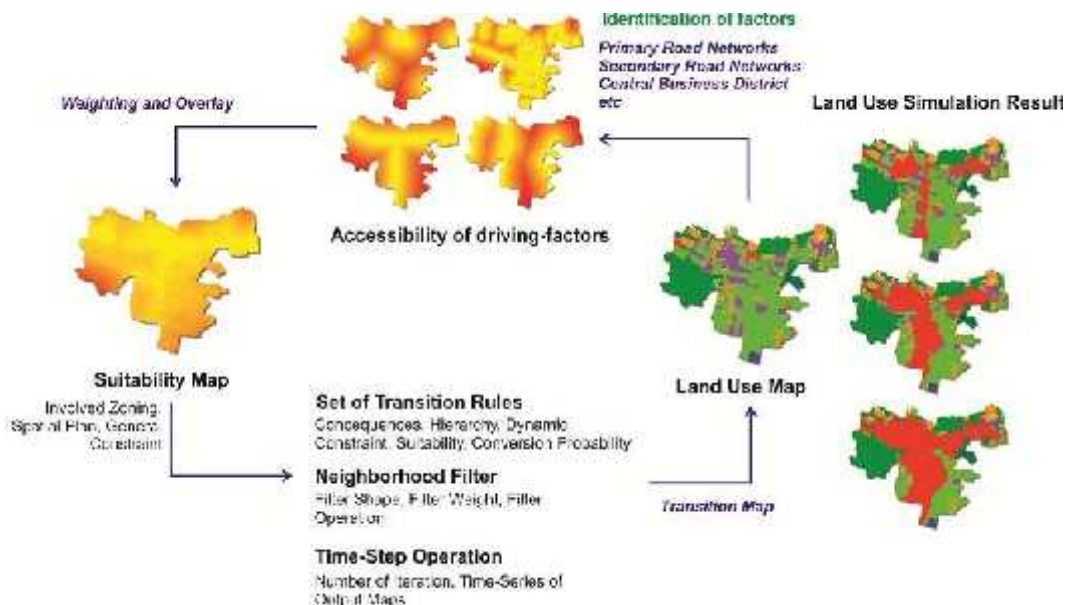 Identification of factors
Primary Road Networks
Secondary Road Networks
Central Business District
etc
Weighting and Overlay
Land Use Simulation Result
Accessibility of driving-factors
Suitability Map
Involved Zoning,
Spatial Plan, General
Constraint
Set of Transition Rules
Concequences, Hierarchy, Dynamic
Constraint, Suitability, Conversion Probability
Neighborhood Filter
Filter Shape, Filter Weight, Filter
Operation
Time-Step Operation
Number of Iteration, Time-Series of
Output Maps
Land Use Map
Transition Map